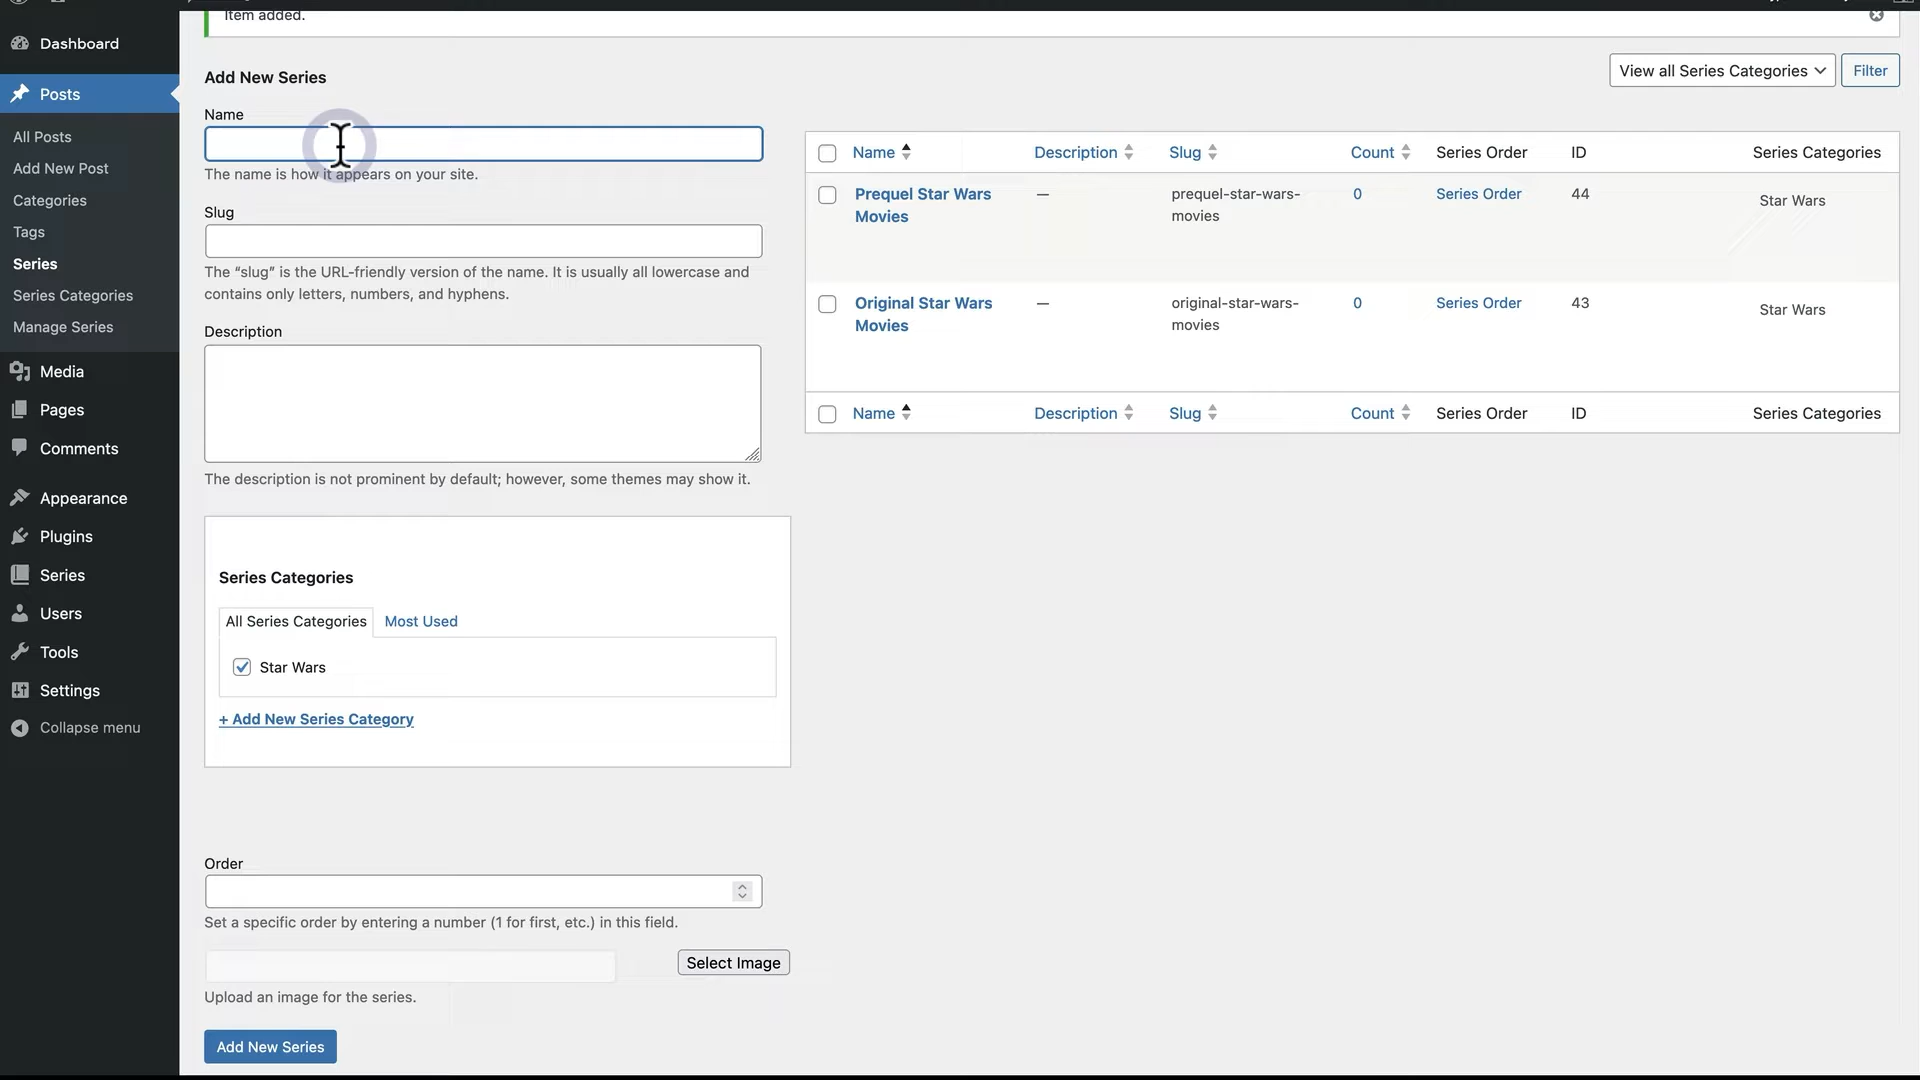 Item added.
Dashboard
Posts
All Posts
Add New Post
Categories
Tags
Series
Series Categories
Manage Series
Media
Pages
Comments
Appearance
Plugins
Series
Users
Tools
Settings
Collapse menu
Add New Series
Name
The name is how it appears on your site.
Slug
The “slug” is the URL-friendly version of the name. It is usually all lowercase and
contains only letters, numbers, and hyphens.
Description
The description is not prominent by default; however, some themes may show it.
Series Categories
All Series Categories Most Used
Star Wars
+ Add New Series Category
Order
Set a specific order by entering a number (1 for first, etc.) in this field.
Select Image
Upload an image for the series.
Add New Series
View all Series Categories Filter
Name Description Slug Count Series Order ID Series Categories
Prequel Star Wars — prequel-star-wars- 0 Series Order 44 Star Wars
Movies movies
Original Star Wars — original-star-wars- 0 Series Order 43 Star Wars
Movies movies
Name Description Slug Count Series Order ID Series Categories